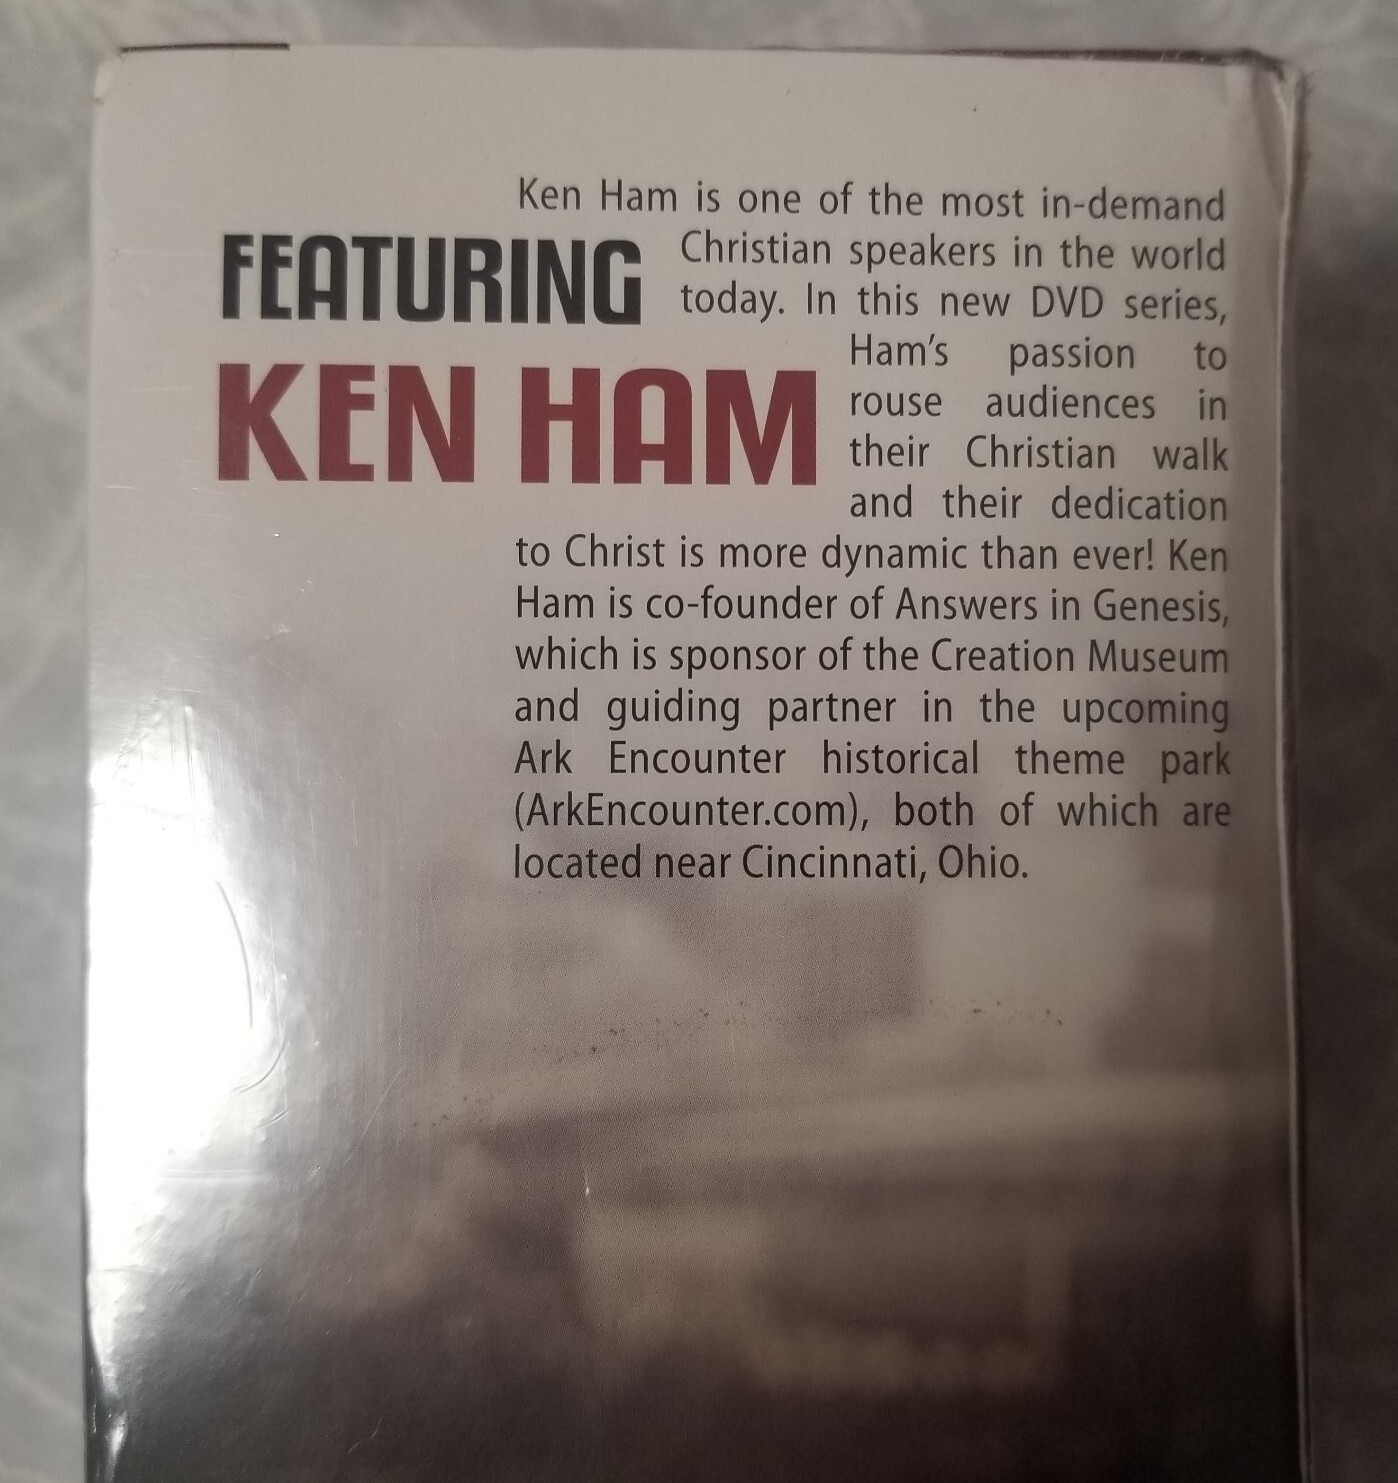 FEATURING
KEN HAM
Ken Ham is one of the most in-demand
Christian speakers in the world
today. In this new DVD series,
Ham's passion to
rouse audiences in
their Christian walk
and their dedication
to Christ is more dynamic than ever! Ken
Ham is co-founder of Answers in Genesis,
which is sponsor of the Creation Museum
and guiding partner in the upcoming
Ark Encounter historical theme park
(ArkEncounter.com), both of which are
located near Cincinnati, Ohio.